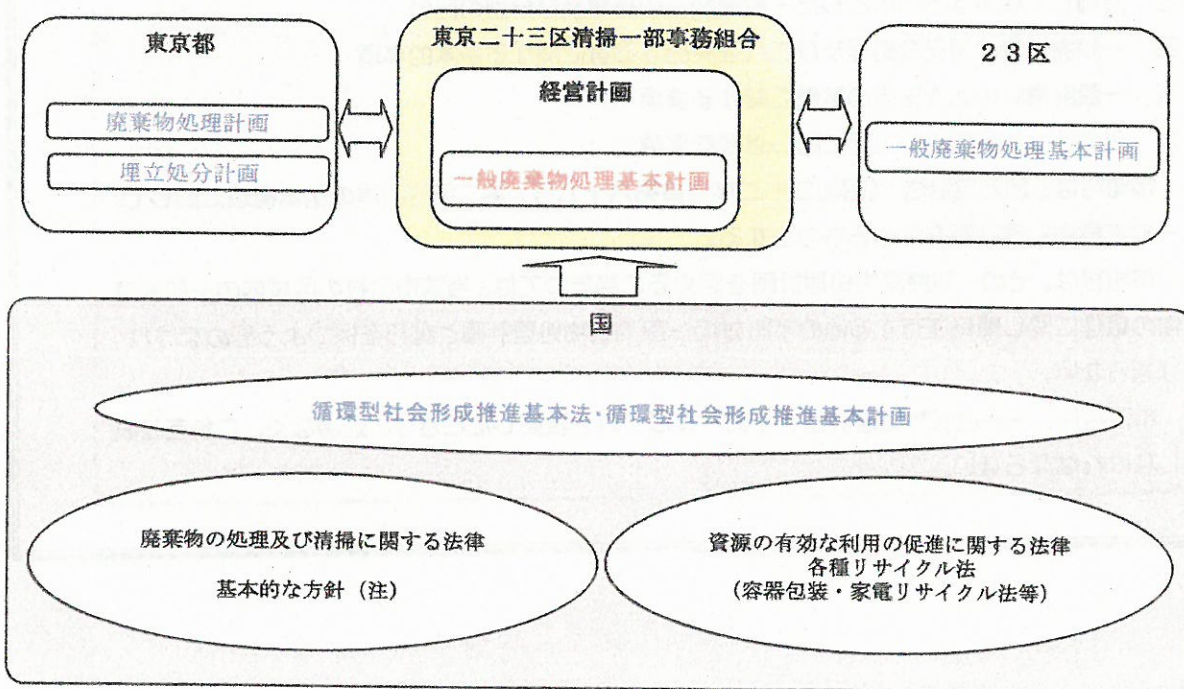 東京都
廃棄物処理計画
埋立処分計画
東京二十三区清掃一部事務組合
経営計画
一般廃棄物処理基本計画
23区
一般廃棄物処理基本計画
国
循環型社会形成推進基本法・循環型社会形成推進基本計画
廃棄物の処理及び清掃に関する法律
基本的な方針（注）
資源の有効な利用の促進に関する法律
各種リサイクル法
（容器包装・家電リサイクル法等）